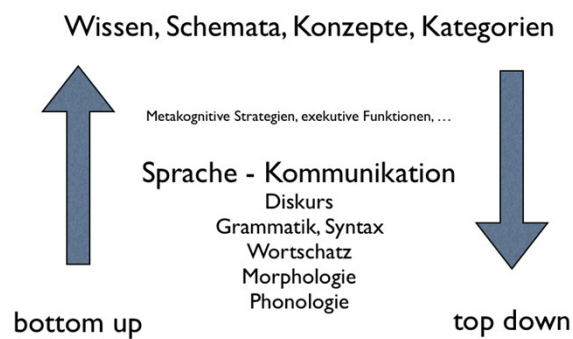 Wissen, Schemata, Konzepte, Kategorien
Metakognitive Strategien, exekutive Funktionen, …
Sprache - Kommunikation
Diskurs
Grammatik, Syntax
Wortschatz
Morphologie
Phonologie
bottom up
top down